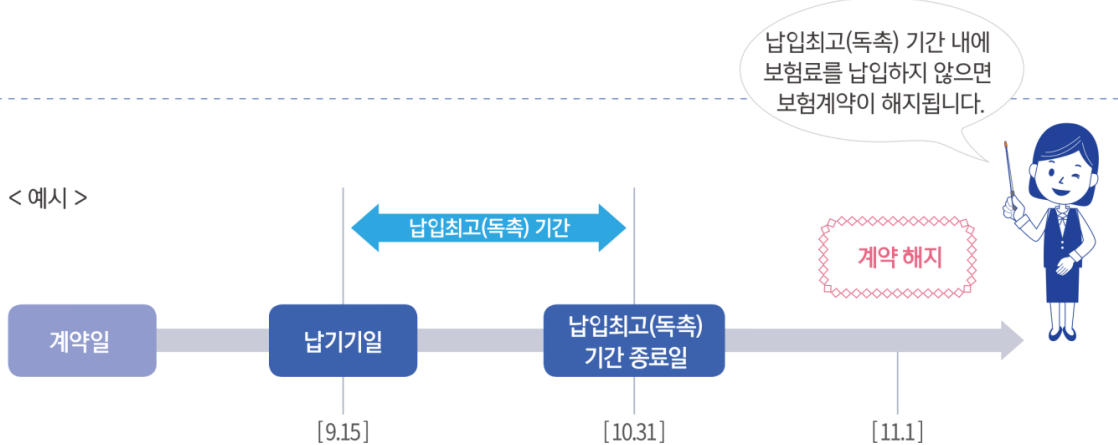 납입최고(독촉) 기간 내에
보험료를 납입하지 않으면
보험계약이 해지됩니다.
< 예시 >
납입최고(독촉) 기간
계약 해지
계약일
납기기일
납입최고(독촉)
기간 종료일
[9.15]
[10.31]
[11.1]